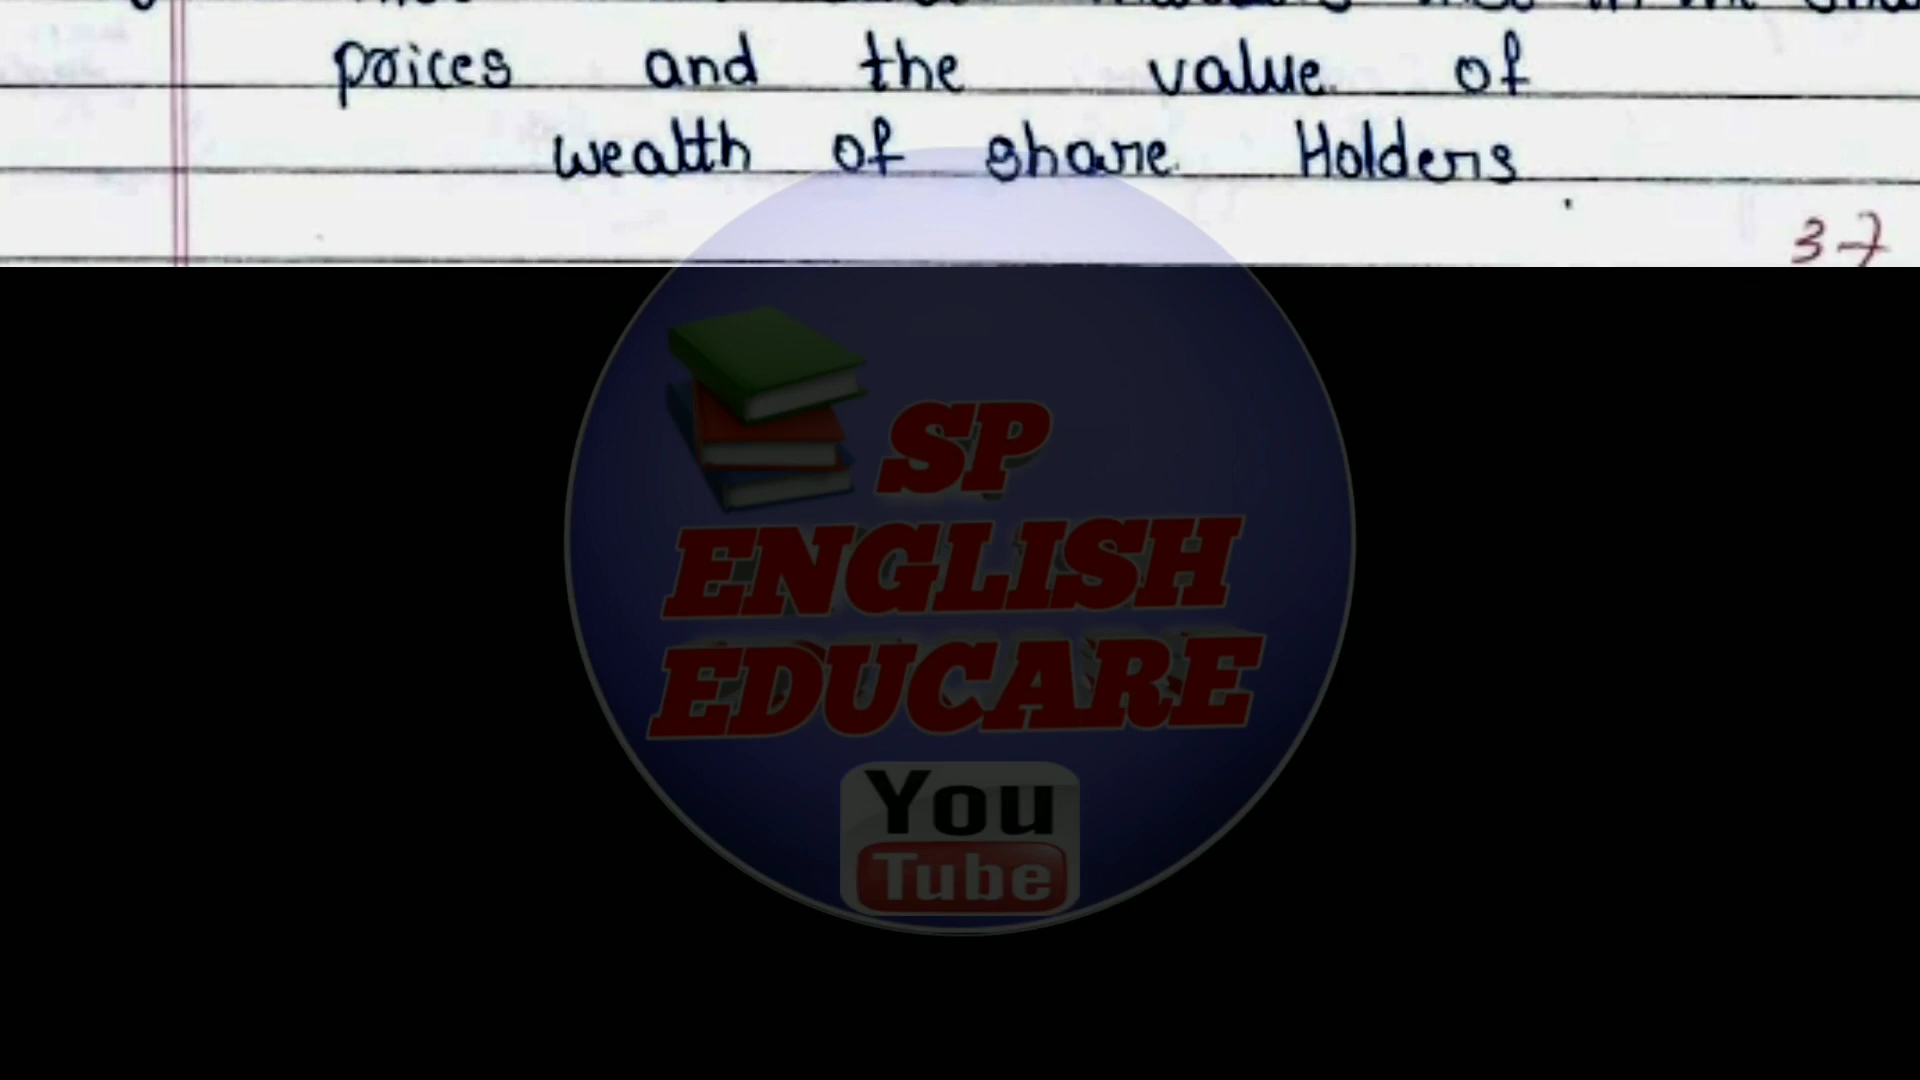 prices and the value of
wealth of share Holders.
37
SP
ENGLISH
EDUCARE
You
Tube